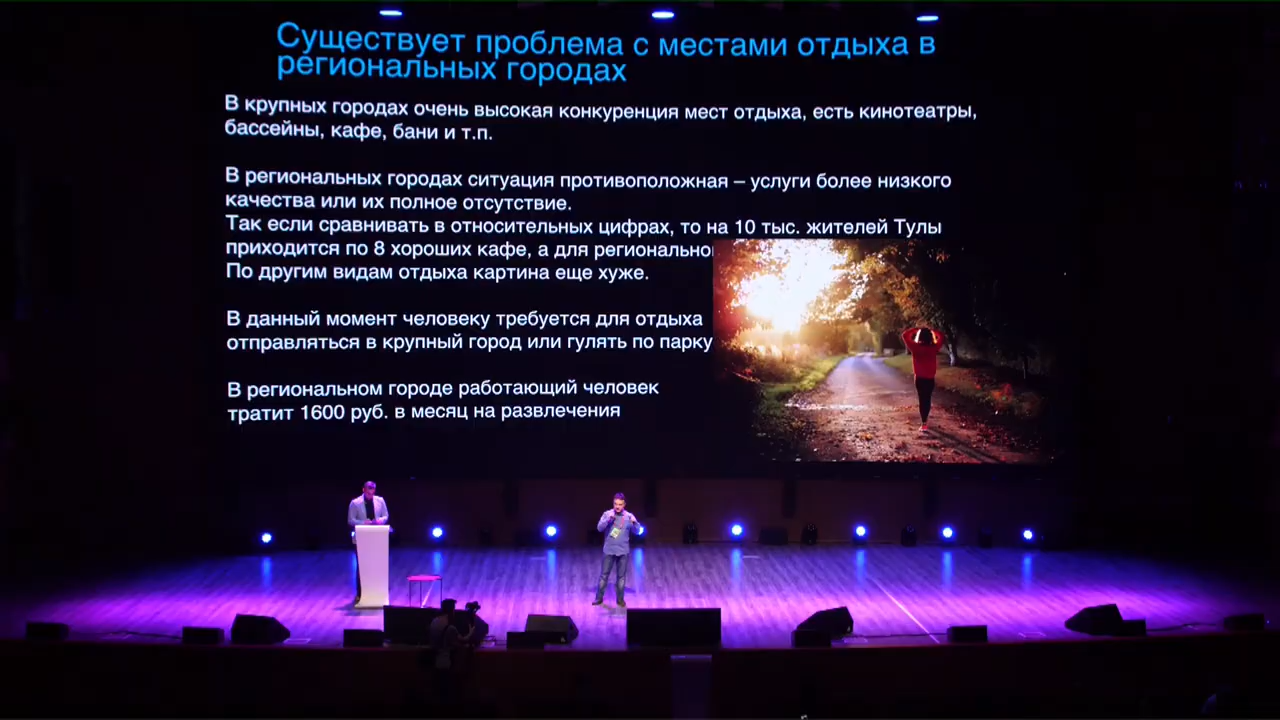 Существует проблема с местами отдыха в
региональных городах
В крупных городах очень высокая конкуренция мест отдыха, есть кинотеатры,
бассейны, кафе, бани и т.п.
В региональных городах ситуация противоположная – услуги более низкого
качества или их полное отсутствие.
Так если сравнивать в относительных цифрах, то на 10 тыс. жителей Тулы
приходится по 8 хороших кафе, а для
По другим видам отдыха картина еще хуже.
В данный момент человеку требуется для отдыха
отправляться в крупный город или гулять по парку
В региональном городе работающий человек
тратит 1600 руб. в месяц на развлечения